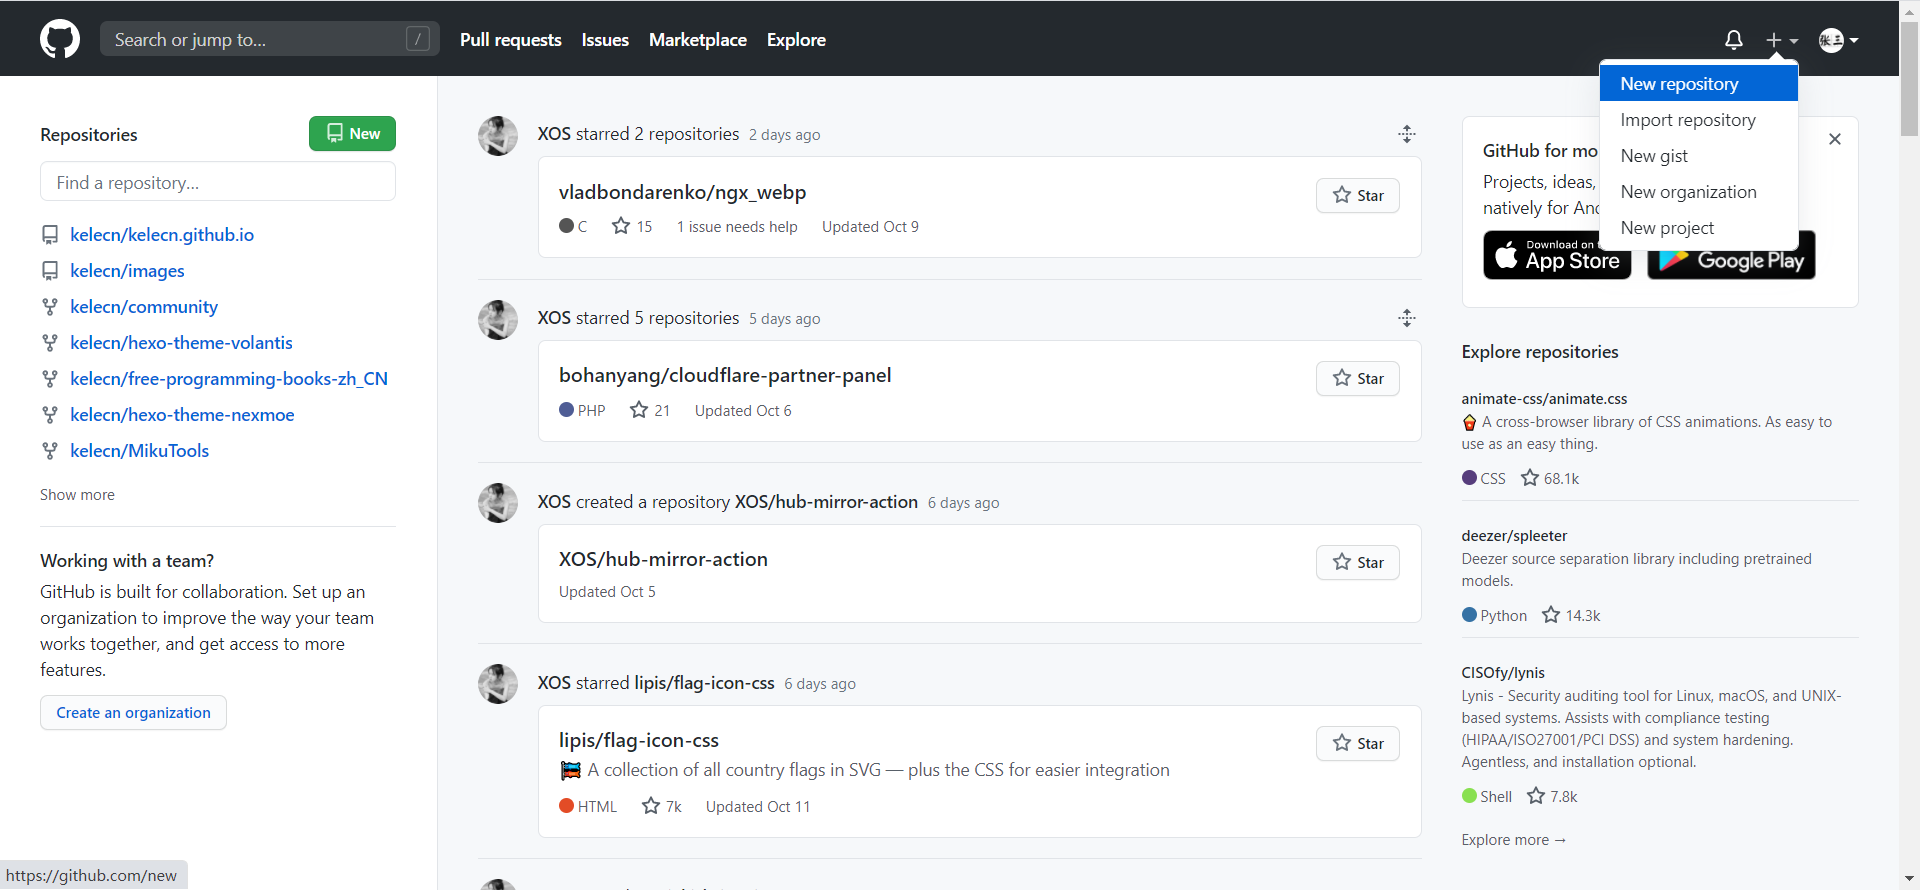 Search or jump to... /
Pull requests
Issues
Marketplace
Explore
张三
New repository
Import repository
New gist
New organization
New project
Repositories
New
Find a repository...
kelecn/kelecn.github.io
kelecn/images
kelecn/community
kelecn/hexo-theme-volantis
kelecn/free-programming-books-zh_CN
kelecn/hexo-theme-nexmoe
kelecn/MikuTools
Show more
Working with a team?
GitHub is built for collaboration. Set up an
organization to improve the way your team
works together, and get access to more
features.
Create an organization
XOS starred 2 repositories 2 days ago
vladbondarenko/ngx_webp
Star
C 15 1 issue needs help Updated Oct 9
XOS starred 5 repositories 5 days ago
bohanyang/cloudflare-partner-panel
Star
PHP 21 Updated Oct 6
XOS created a repository XOS/hub-mirror-action 6 days ago
XOS/hub-mirror-action
Star
Updated Oct 5
XOS starred lipis/flag-icon-css 6 days ago
lipis/flag-icon-css
Star
A collection of all country flags in SVG — plus the CSS for easier integration
HTML 7k Updated Oct 11
GitHub for mo
Projects, ideas,
natively for And
Download on
App Store
Google Play
Explore repositories
animate-css/animate.css
🍿 A cross-browser library of CSS animations. As easy to
use as an easy thing.
CSS 68.1k
deezer/spleeter
Deezer source separation library including pretrained
models.
Python 14.3k
CISOfy/lynis
Lynis - Security auditing tool for Linux, macOS, and UNIX-
based systems. Assists with compliance testing
(HIPAA/ISO27001/PCI DSS) and system hardening.
Agentless, and installation optional.
Shell 7.8k
Explore more →
https://github.com/new